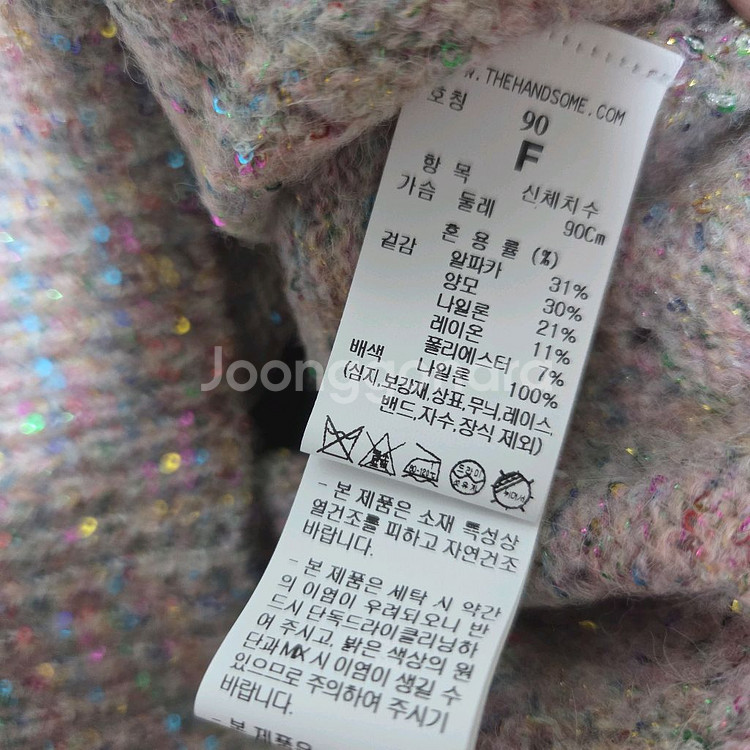 W.THEHANDSOME.COM
호칭 90
F
항목 신체치수
가슴 둘레 90Cm
혼용률 (%)
겉감 알파카 31%
양모 30%
나일론 21%
레이온 11%
폴리에스터 7%
배색 나일론 100%
(심지,보강재,상표,무늬,레이스,
밴드,자수,장식 제외)
드라이
- 본 제품은 소재 특성상
열건조를 피하고 자연건조
바랍니다.
- 본 제품은 세탁 시 약간
의 이염이 우려되오니 반
드시 단독드라이클리닝하
여 주시고, 밝은 색상의 원
단과 MIX 시 이염이 생길 수
있으므로 주의하여 주시기
바랍니다.
- 본 제품은
Joonggonara